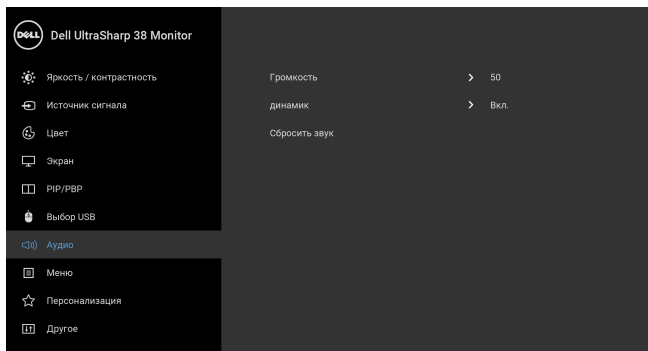 DELL Dell UltraSharp 38 Monitor
Яркость / контрастность
Источник сигнала
Цвет
Экран
PIP/PBP
Выбор USB
Аудио
Меню
Персонализация
Другое
Громкость 50
динамик Вкл.
Сбросить звук